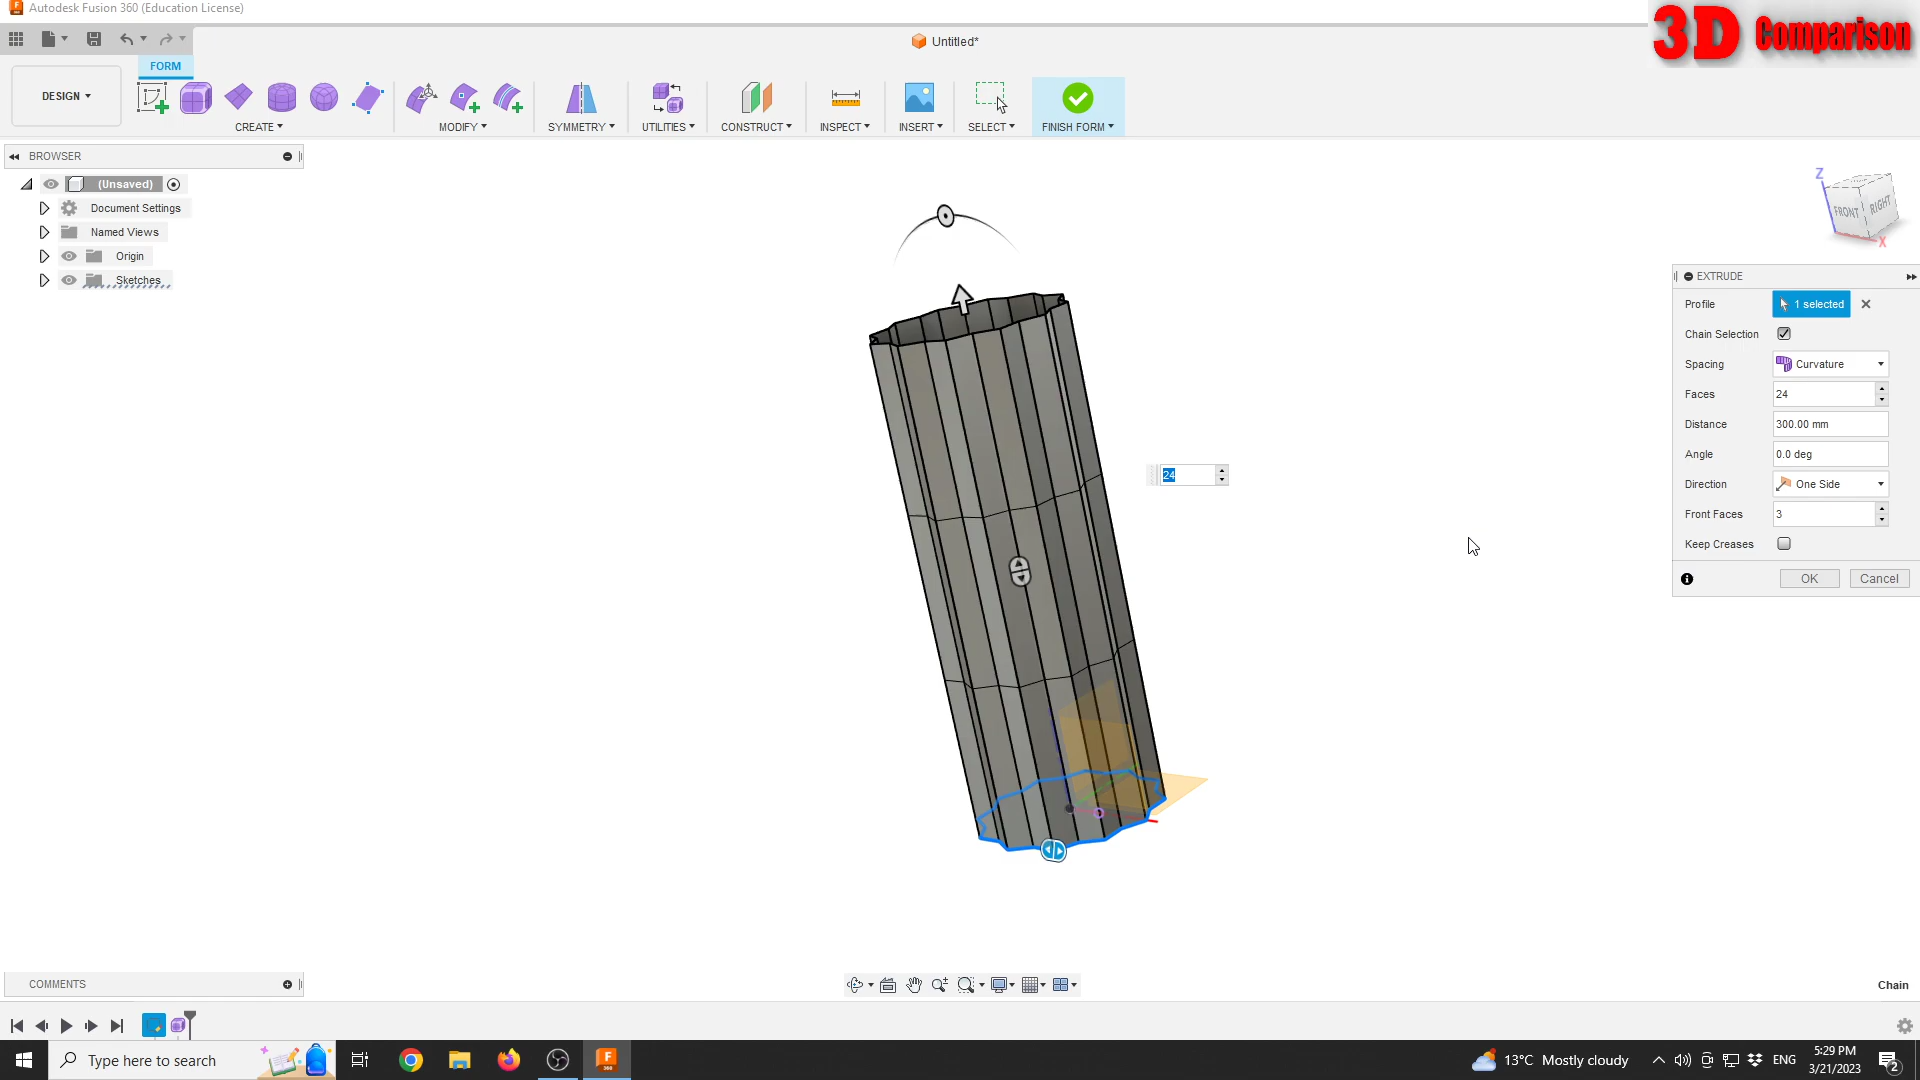 Autodesk Fusion 360 (Education License)
3D Comparison
Untitled*
FORM
DESIGN
CREATE
MODIFY
SYMMETRY
UTILITIES
CONSTRUCT
INSPECT
INSERT
SELECT
FINISH FORM
BROWSER
(Unsaved)
Document Settings
Named Views
Origin
Sketches
Z
FRONT
RIGHT
X
EXTRUDE
Profile
1 selected
Chain Selection
Spacing
Curvature
Faces
24
Distance
300.00 mm
Angle
0.0 deg
Direction
One Side
Front Faces
3
Keep Creases
OK
Cancel
24
COMMENTS
Chain
Type here to search
F
360
13°C Mostly cloudy
ENG
5:29 PM
3/21/2023
2